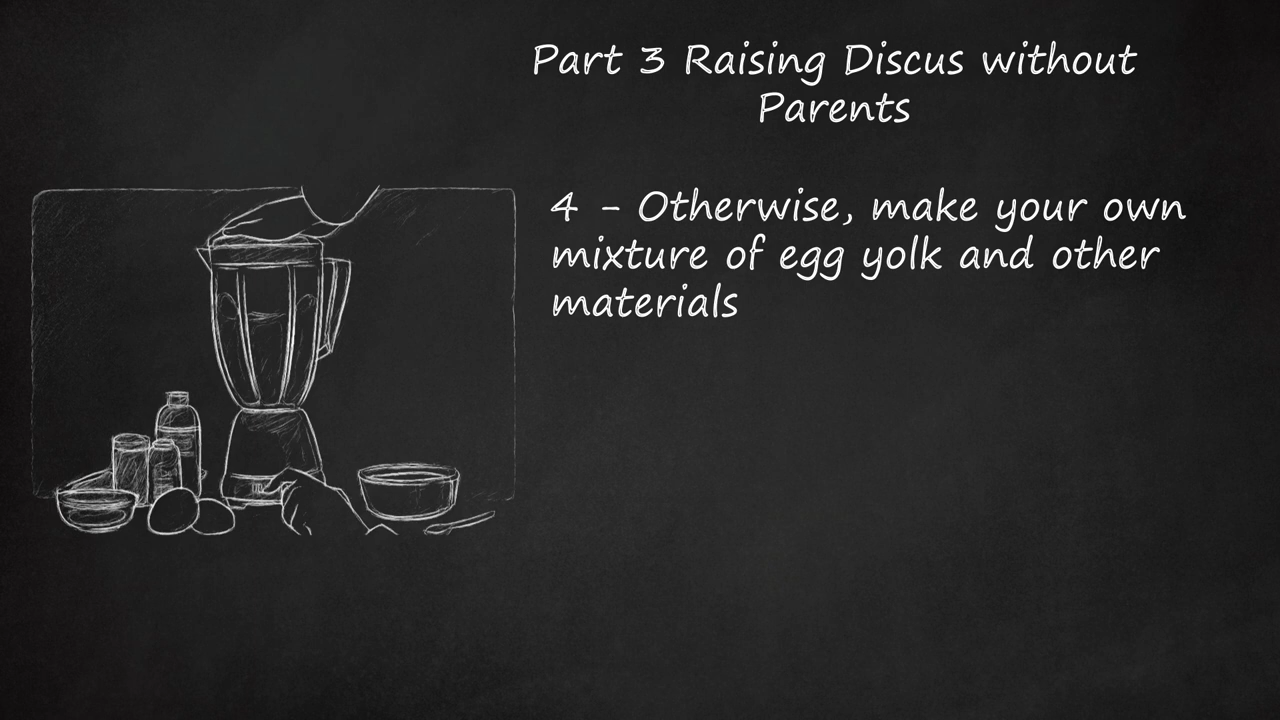 Part 3 Raising Discus without
Parents
4 - Otherwise, make your own
mixture of egg yolk and other
materials